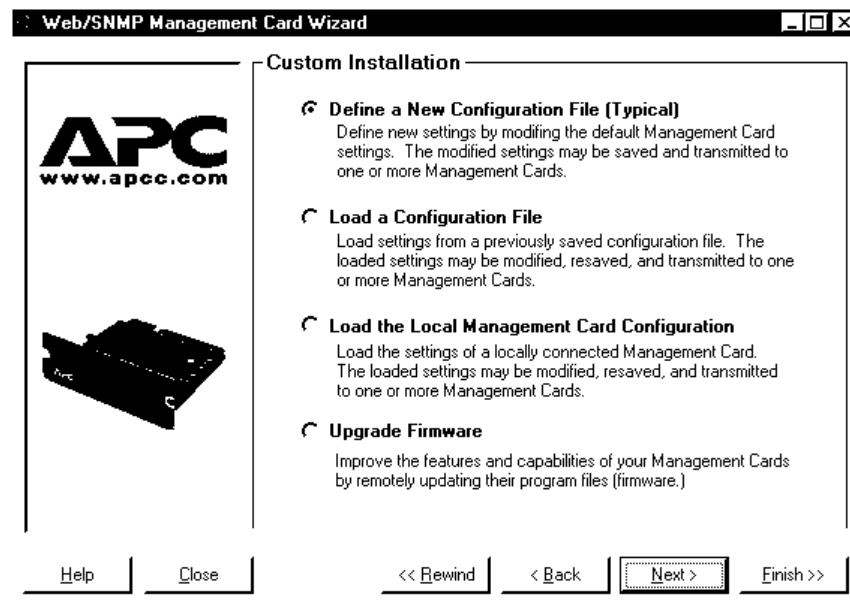 Web/SNMP Management Card Wizard
Custom Installation
APC
www.apcc.com
Define a New Configuration File (Typical)
Define new settings by modifing the default Management Card
settings. The modified settings may be saved and transmitted to
one or more Management Cards.
Load a Configuration File
Load settings from a previously saved configuration file. The
loaded settings may be modified, resaved, and transmitted to one
or more Management Cards.
Load the Local Management Card Configuration
Load the settings of a locally connected Management Card.
The loaded settings may be modified, resaved, and transmitted
to one or more Management Cards.
Upgrade Firmware
Improve the features and capabilities of your Management Cards
by remotely updating their program files (firmware.)
APC
Help
Close
<< Rewind
< Back
Next >
Finish >>